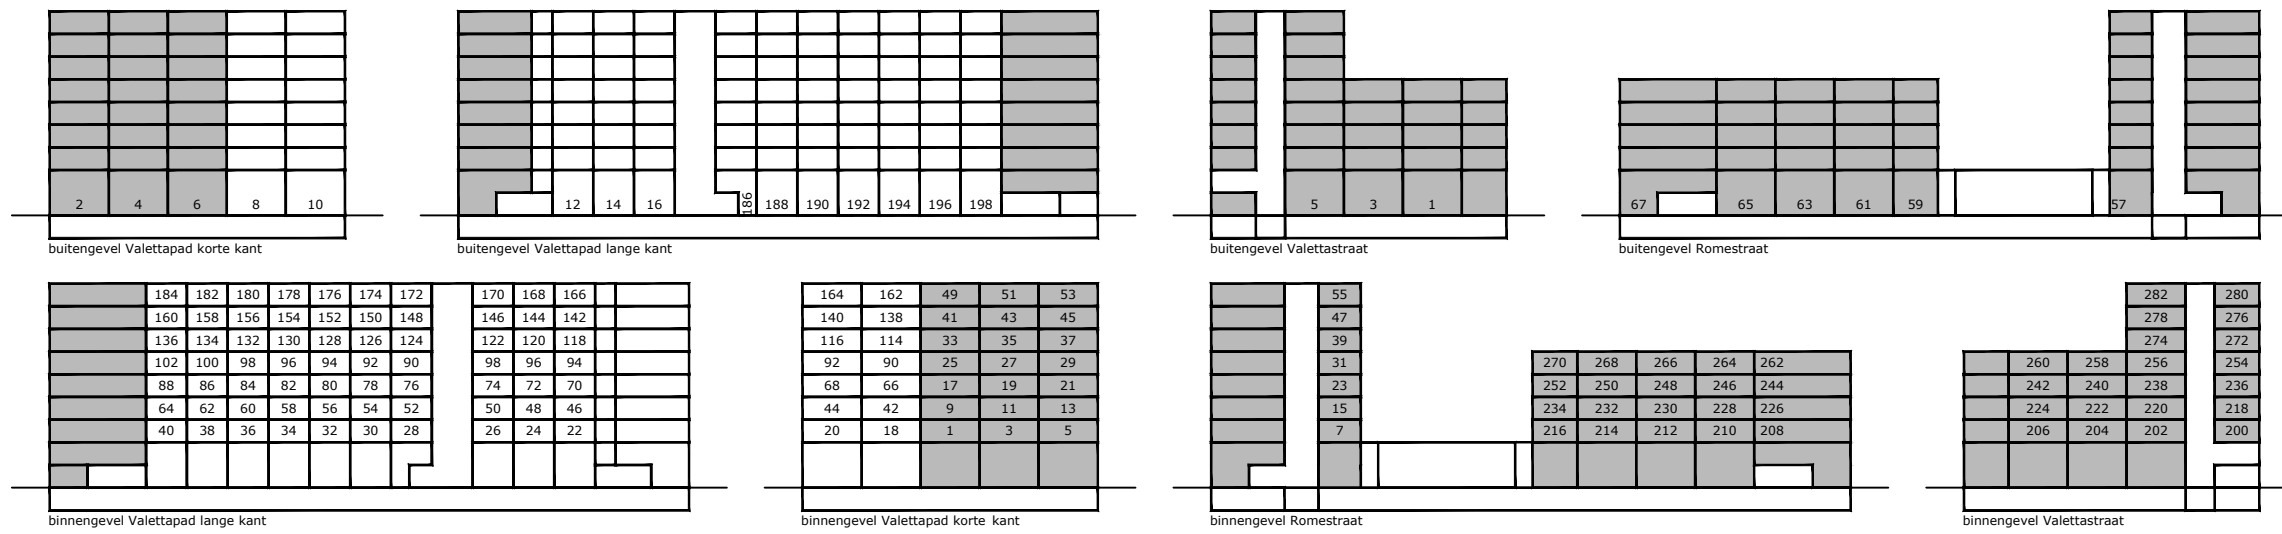 2 4 6 8 10
12 14 16 186 188 190 192 194 196 198
5 3 1
67 65 63 61 59 57
buitengevel Valettapad korte kant
buitengevel Valettapad lange kant
buitengevel Valettastraat
buitengevel Romestraat
184 182 180 178 176 174 172 170 168 166
160 158 156 154 152 150 148 146 144 142
136 134 132 130 128 126 124 122 120 118
102 100 98 96 94 92 90 98 96 94
88 86 84 82 80 78 76 74 72 70
64 62 60 58 56 54 52 50 48 46
40 38 36 34 32 30 28 26 24 22
binnengevel Valettapad lange kant
164 162 49 51 53
140 138 41 43 45
116 114 33 35 37
92 90 25 27 29
68 66 17 19 21
44 42 9 11 13
20 18 1 3 5
binnengevel Valettapad korte kant
55
47
39
31 270 268 266 264 262
23 252 250 248 246 244
15 234 232 230 228 226
7 216 214 212 210 208
binnengevel Romestraat
282 280
278 276
274 272
260 258 256 254
242 240 238 236
224 222 220 218
206 204 202 200
binnengevel Valettastraat